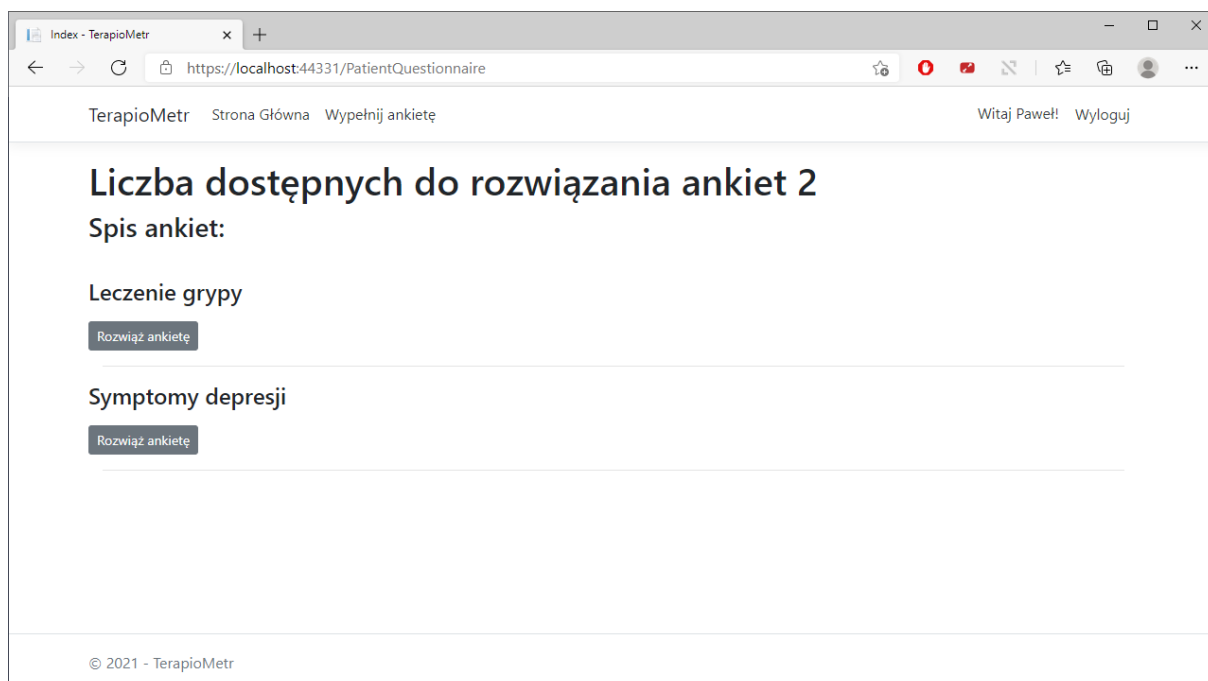 Index - TerapioMetr
https://localhost:44331/PatientQuestionnaire
TerapioMetr Strona Główna Wypełnij ankietę Witaj Paweł! Wyloguj
Liczba dostępnych do rozwiązania ankiet 2
Spis ankiet:
Leczenie grypy
Rozwiąż ankietę
Symptomy depresji
Rozwiąż ankietę
© 2021 - TerapioMetr